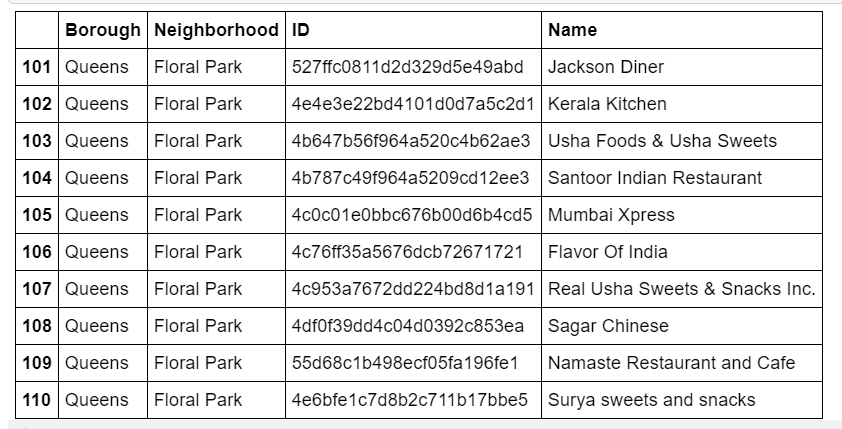 Borough Neighborhood ID Name
101 Queens Floral Park 527ffc0811d2d329d5e49abd Jackson Diner
102 Queens Floral Park 4e4e3e22bd4101d0d7a5c2d1 Kerala Kitchen
103 Queens Floral Park 4b647b56f964a520c4b62ae3 Usha Foods & Usha Sweets
104 Queens Floral Park 4b787c49f964a5209cd12ee3 Santoor Indian Restaurant
105 Queens Floral Park 4c0c01e0bbc676b00d6b4cd5 Mumbai Xpress
106 Queens Floral Park 4c76ff35a5676dcb72671721 Flavor Of India
107 Queens Floral Park 4c953a7672dd224bd8d1a191 Real Usha Sweets & Snacks Inc.
108 Queens Floral Park 4df0f39dd4c04d0392c853ea Sagar Chinese
109 Queens Floral Park 55d68c1b498ecf05fa196fe1 Namaste Restaurant and Cafe
110 Queens Floral Park 4e6bfe1c7d8b2c711b17bbe5 Surya sweets and snacks